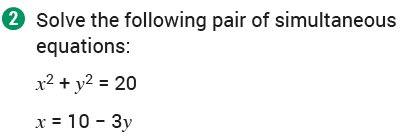 2 Solve the following pair of simultaneous
equations:
x² + y² = 20
x = 10 − 3y